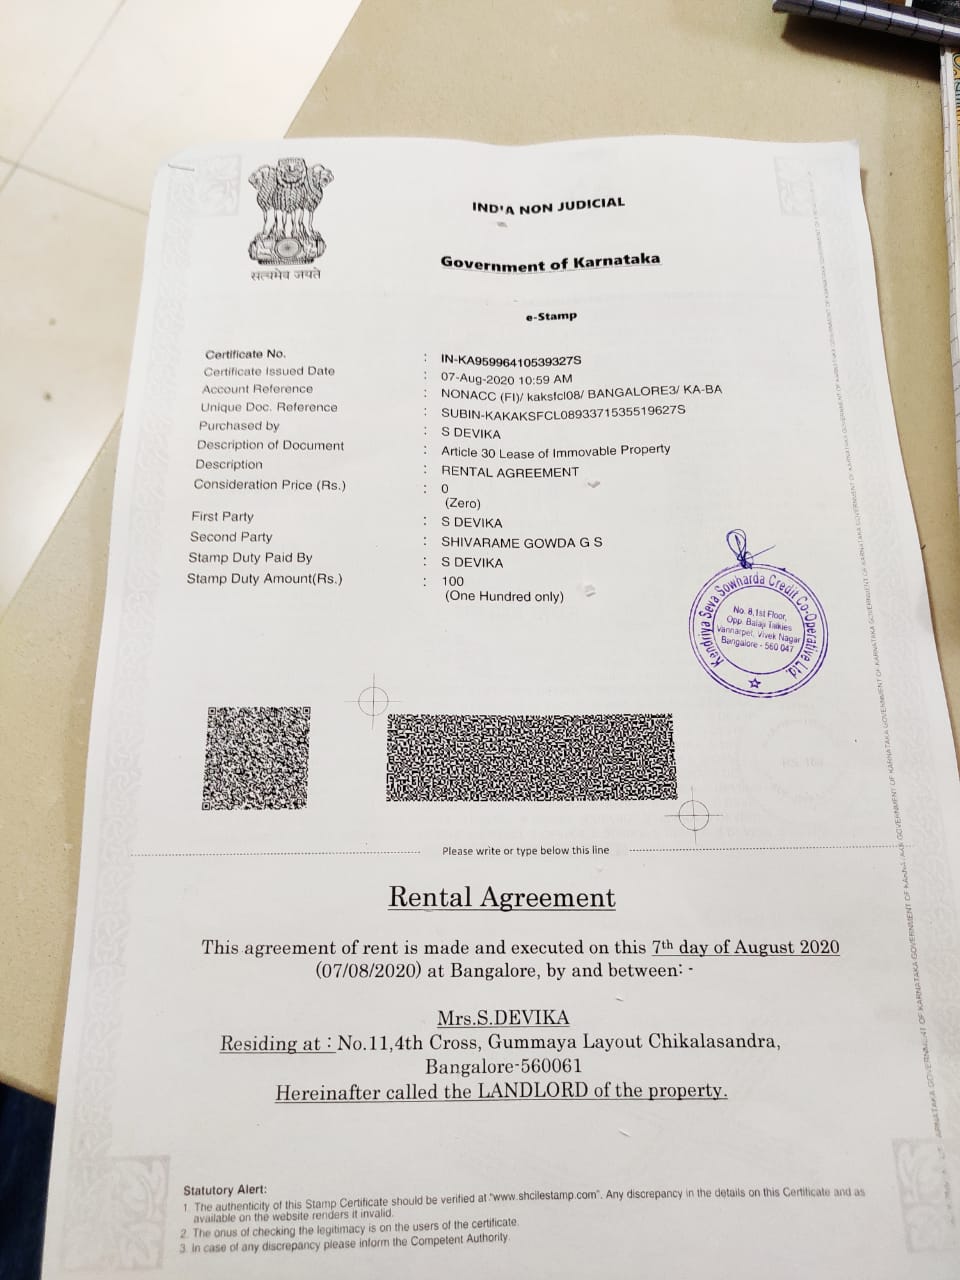 सत्यमेव जयते
IND'A NON JUDICIAL
Government of Karnataka
e-Stamp
Certificate No. : IN-KA95996410539327S
Certificate Issued Date : 07-Aug-2020 10:59 AM
Account Reference : NONACC (FI)/ kaksfcl08/ BANGALORE3/ KA-BA
Unique Doc. Reference : SUBIN-KAKAKSFCL0893371535519627S
Purchased by : S DEVIKA
Description of Document : Article 30 Lease of Immovable Property
Description : RENTAL AGREEMENT
Consideration Price (Rs.) : 0
(Zero)
First Party : S DEVIKA
Second Party : SHIVARAME GOWDA G S
Stamp Duty Paid By : S DEVIKA
Stamp Duty Amount(Rs.) : 100
(One Hundred only)
Kendriya Seva Sowharda Credit Co-Operative Ltd.
No. 8,1st Floor,
Opp. Balaji Talkies
Vannarpet, Vivek Nagar
Bangalore - 560 047
Please write or type below this line
Rental Agreement
This agreement of rent is made and executed on this 7th day of August 2020
(07/08/2020) at Bangalore, by and between: -
Mrs.S.DEVIKA
Residing at : No.11,4th Cross, Gummaya Layout Chikalasandra,
Bangalore-560061
Hereinafter called the LANDLORD of the property.
Statutory Alert:
1. The authenticity of this Stamp Certificate should be verified at "www.shcilestamp.com". Any discrepancy in the details on this Certificate and as
available on the website renders it invalid.
2. The onus of checking the legitimacy is on the users of the certificate.
3. In case of any discrepancy please inform the Competent Authority.